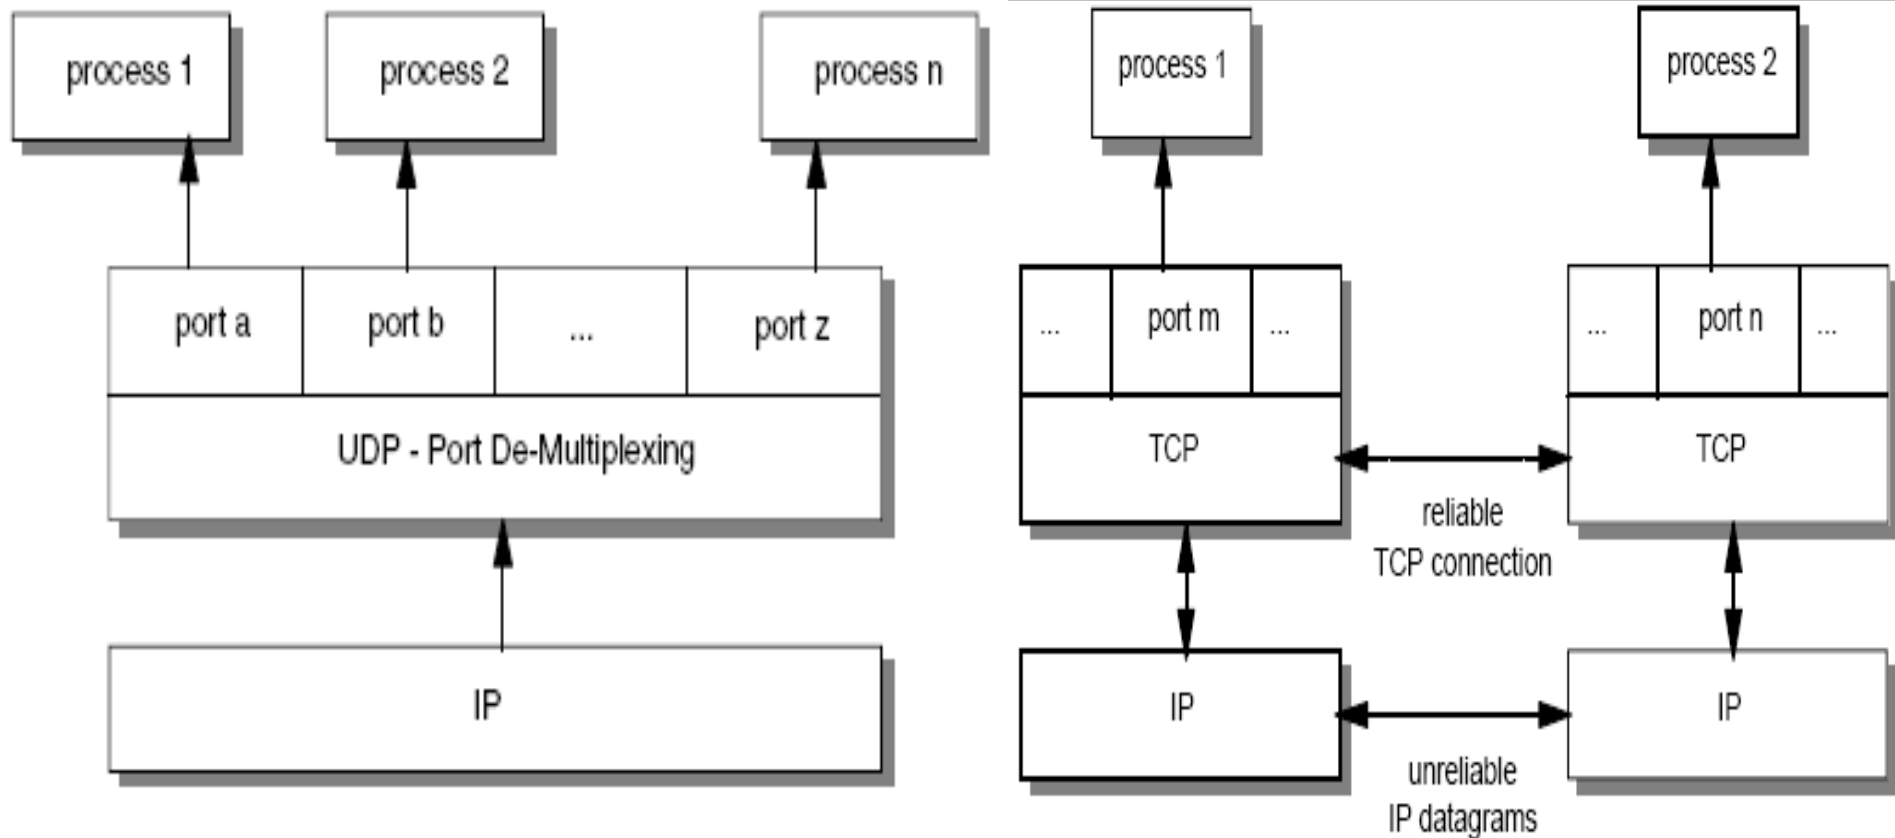 process 1
process 2
process n
port a
port b
...
port z
UDP - Port De-Multiplexing
IP
process 1
process 2
...
port m
...
...
port n
...
TCP
TCP
reliable
TCP connection
IP
IP
unreliable
IP datagrams